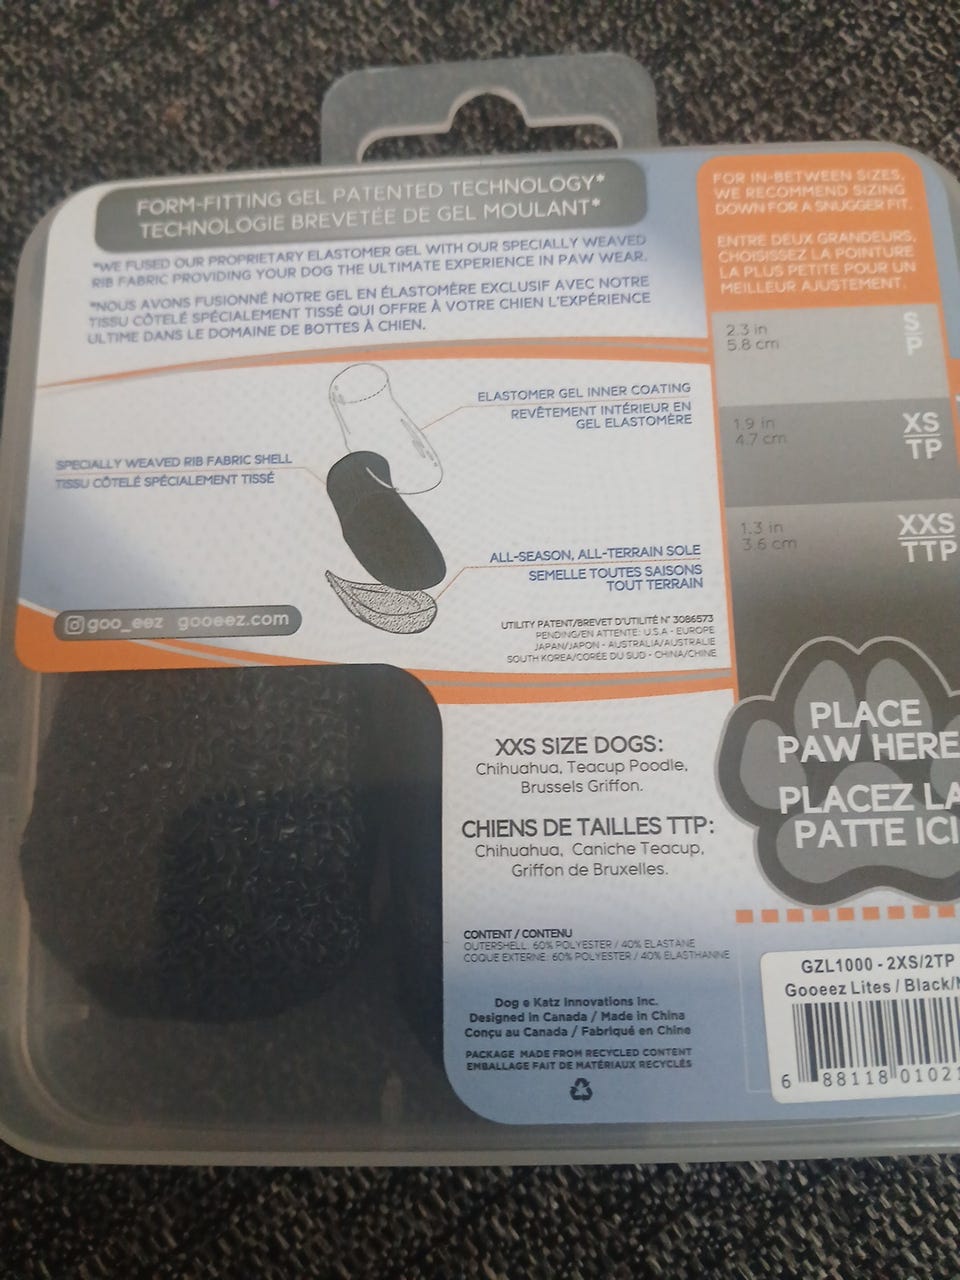 FORM-FITTING GEL PATENTED TECHNOLOGY*
TECHNOLOGIE BREVETÉE DE GEL MOULANT*
*WE FUSED OUR PROPRIETARY ELASTOMER GEL WITH OUR SPECIALLY WEAVED
RIB FABRIC PROVIDING YOUR DOG THE ULTIMATE EXPERIENCE IN PAW WEAR.
*NOUS AVONS FUSIONNÉ NOTRE GEL EN ÉLASTOMÈRE EXCLUSIF AVEC NOTRE
TISSU CÔTELÉ SPÉCIALEMENT TISSÉ QUI OFFRE À VOTRE CHIEN L'EXPÉRIENCE
ULTIME DANS LE DOMAINE DE BOTTES À CHIEN.
FOR IN-BETWEEN SIZES,
WE RECOMMEND SIZING
DOWN FOR A SNUGGER FIT.
ENTRE DEUX GRANDEURS,
CHOISISSEZ LA POINTURE
LA PLUS PETITE POUR UN
MEILLEUR AJUSTEMENT.
2.3 in
5.8 cm
S
P
1.9 in
4.7 cm
XS
TP
1.3 in
3.6 cm
XXS
TTP
ELASTOMER GEL INNER COATING
REVÊTEMENT INTÉRIEUR EN
GEL ELASTOMÈRE
SPECIALLY WEAVED RIB FABRIC SHELL
TISSU CÔTELÉ SPÉCIALEMENT TISSÉ
ALL-SEASON, ALL-TERRAIN SOLE
SEMELLE TOUTES SAISONS
TOUT TERRAIN
goo_eez gooeez.com
UTILITY PATENT/BREVET D'UTILITÉ N° 3086573
PENDING/EN ATTENTE: U.S.A - EUROPE
JAPAN/JAPON - AUSTRALIA/AUSTRALIE
SOUTH KOREA/CORÉE DU SUD - CHINA/CHINE
PLACE
PAW HERE
PLACEZ LA
PATTE ICI
XXS SIZE DOGS:
Chihuahua, Teacup Poodle,
Brussels Griffon.
CHIENS DE TAILLES TTP:
Chihuahua, Caniche Teacup,
Griffon de Bruxelles.
CONTENT / CONTENU
OUTERSHELL: 60% POLYESTER / 40% ELASTANE
COQUE EXTERNE: 60% POLYESTER / 40% ELASTHANNE
Dog e Katz Innovations Inc.
Designed in Canada / Made in China
Conçu au Canada / Fabriqué en Chine
PACKAGE MADE FROM RECYCLED CONTENT
EMBALLAGE FAIT DE MATÉRIAUX RECYCLÉS
GZL1000 - 2XS/2TP
Gooeez Lites / Black/
6 88118 01021